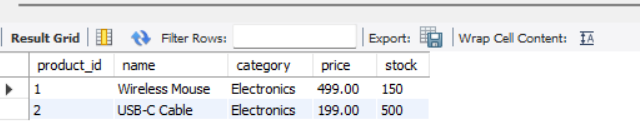 Result Grid Filter Rows: Export: Wrap Cell Content: IA
product_id name category price stock
1 Wireless Mouse Electronics 499.00 150
2 USB-C Cable Electronics 199.00 500